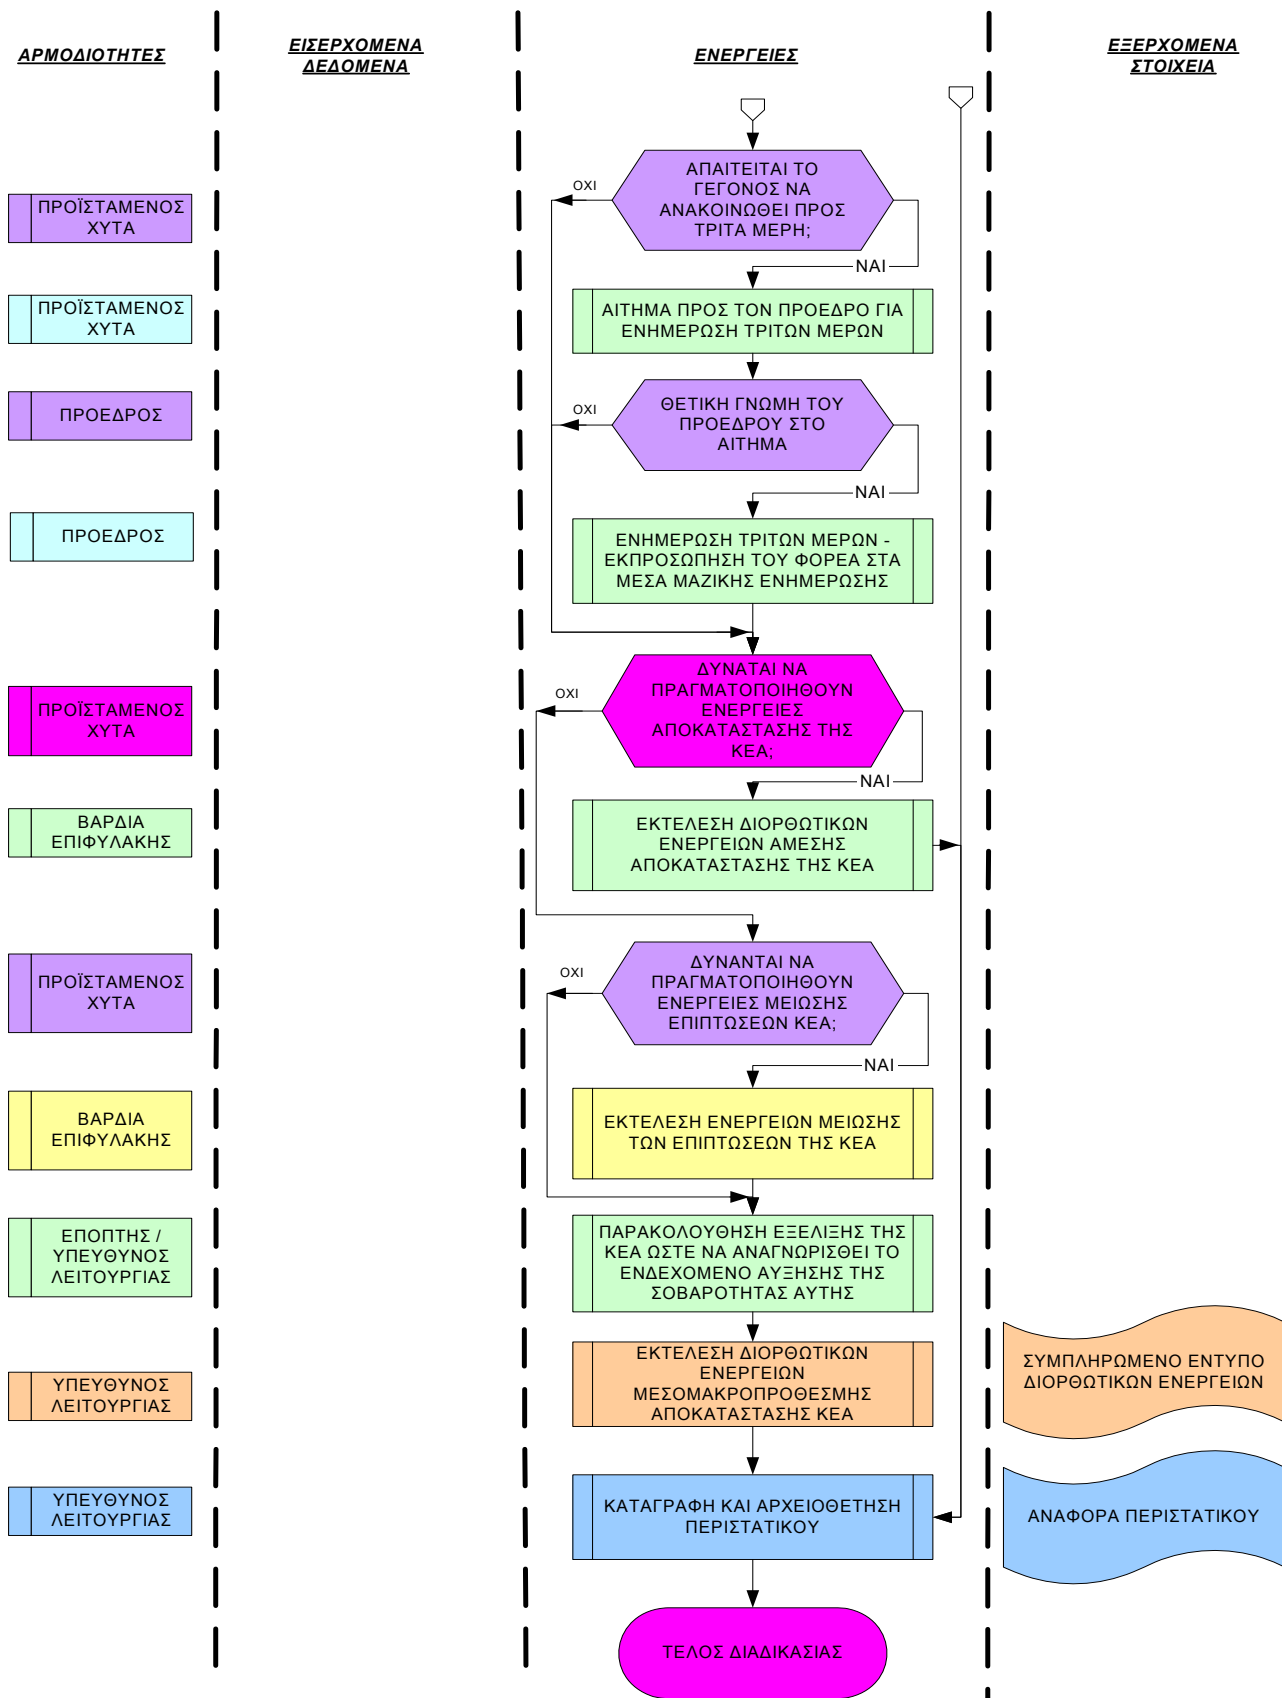 ΑΡΜΟΔΙΟΤΗΤΕΣ
ΕΙΣΕΡΧΟΜΕΝΑ
ΔΕΔΟΜΕΝΑ
ΕΝΕΡΓΕΙΕΣ
ΕΞΕΡΧΟΜΕΝΑ
ΣΤΟΙΧΕΙΑ
ΠΡΟΪΣΤΑΜΕΝΟΣ
ΧΥΤΑ
ΑΠΑΙΤΕΙΤΑΙ ΤΟ
ΓΕΓΟΝΟΣ ΝΑ
ΑΝΑΚΟΙΝΩΘΕΙ ΠΡΟΣ
ΤΡΙΤΑ ΜΕΡΗ;
ΟΧΙ
ΝΑΙ
ΠΡΟΪΣΤΑΜΕΝΟΣ
ΧΥΤΑ
ΑΙΤΗΜΑ ΠΡΟΣ ΤΟΝ ΠΡΟΕΔΡΟ ΓΙΑ
ΕΝΗΜΕΡΩΣΗ ΤΡΙΤΩΝ ΜΕΡΩΝ
ΠΡΟΕΔΡΟΣ
ΟΧΙ
ΘΕΤΙΚΗ ΓΝΩΜΗ ΤΟΥ
ΠΡΟΕΔΡΟΥ ΣΤΟ
ΑΙΤΗΜΑ
ΝΑΙ
ΠΡΟΕΔΡΟΣ
ΕΝΗΜΕΡΩΣΗ ΤΡΙΤΩΝ ΜΕΡΩΝ -
ΕΚΠΡΟΣΩΠΗΣΗ ΤΟΥ ΦΟΡΕΑ ΣΤΑ
ΜΕΣΑ ΜΑΖΙΚΗΣ ΕΝΗΜΕΡΩΣΗΣ
ΠΡΟΪΣΤΑΜΕΝΟΣ
ΧΥΤΑ
ΟΧΙ
ΔΥΝΑΤΑΙ ΝΑ
ΠΡΑΓΜΑΤΟΠΟΙΗΘΟΥΝ
ΕΝΕΡΓΕΙΕΣ
ΑΠΟΚΑΤΑΣΤΑΣΗΣ ΤΗΣ
ΚΕΑ;
ΝΑΙ
ΒΑΡΔΙΑ
ΕΠΙΦΥΛΑΚΗΣ
ΕΚΤΕΛΕΣΗ ΔΙΟΡΘΩΤΙΚΩΝ
ΕΝΕΡΓΕΙΩΝ ΑΜΕΣΗΣ
ΑΠΟΚΑΤΑΣΤΑΣΗΣ ΤΗΣ ΚΕΑ
ΠΡΟΪΣΤΑΜΕΝΟΣ
ΧΥΤΑ
ΟΧΙ
ΔΥΝΑΝΤΑΙ ΝΑ
ΠΡΑΓΜΑΤΟΠΟΙΗΘΟΥΝ
ΕΝΕΡΓΕΙΕΣ ΜΕΙΩΣΗΣ
ΕΠΙΠΤΩΣΕΩΝ ΚΕΑ;
ΝΑΙ
ΒΑΡΔΙΑ
ΕΠΙΦΥΛΑΚΗΣ
ΕΚΤΕΛΕΣΗ ΕΝΕΡΓΕΙΩΝ ΜΕΙΩΣΗΣ
ΤΩΝ ΕΠΙΠΤΩΣΕΩΝ ΤΗΣ ΚΕΑ
ΕΠΟΠΤΗΣ /
ΥΠΕΥΘΥΝΟΣ
ΛΕΙΤΟΥΡΓΙΑΣ
ΠΑΡΑΚΟΛΟΥΘΗΣΗ ΕΞΕΛΙΞΗΣ ΤΗΣ
ΚΕΑ ΩΣΤΕ ΝΑ ΑΝΑΓΝΩΡΙΣΘΕΙ ΤΟ
ΕΝΔΕΧΟΜΕΝΟ ΑΥΞΗΣΗΣ ΤΗΣ
ΣΟΒΑΡΟΤΗΤΑΣ ΑΥΤΗΣ
ΥΠΕΥΘΥΝΟΣ
ΛΕΙΤΟΥΡΓΙΑΣ
ΕΚΤΕΛΕΣΗ ΔΙΟΡΘΩΤΙΚΩΝ
ΕΝΕΡΓΕΙΩΝ
ΜΕΣΟΜΑΚΡΟΠΡΟΘΕΣΜΗΣ
ΑΠΟΚΑΤΑΣΤΑΣΗΣ ΚΕΑ
ΣΥΜΠΛΗΡΩΜΕΝΟ ΕΝΤΥΠΟ
ΔΙΟΡΘΩΤΙΚΩΝ ΕΝΕΡΓΕΙΩΝ
ΥΠΕΥΘΥΝΟΣ
ΛΕΙΤΟΥΡΓΙΑΣ
ΚΑΤΑΓΡΑΦΗ ΚΑΙ ΑΡΧΕΙΟΘΕΤΗΣΗ
ΠΕΡΙΣΤΑΤΙΚΟΥ
ΑΝΑΦΟΡΑ ΠΕΡΙΣΤΑΤΙΚΟΥ
ΤΕΛΟΣ ΔΙΑΔΙΚΑΣΙΑΣ